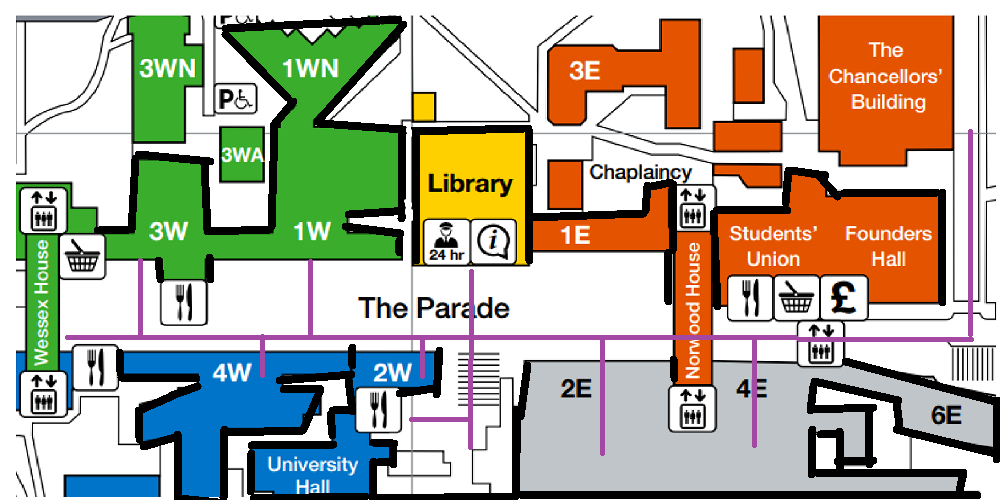 3WN
1WN
P
3E
The
Chancellors'
Building
3WA
Library
Chaplaincy
3W
1W
24 hr
i
1E
Students'
Union
Founders
Hall
£
Wessex House
The Parade
Norwood House
4W
2W
2E
4E
6E
University
Hall